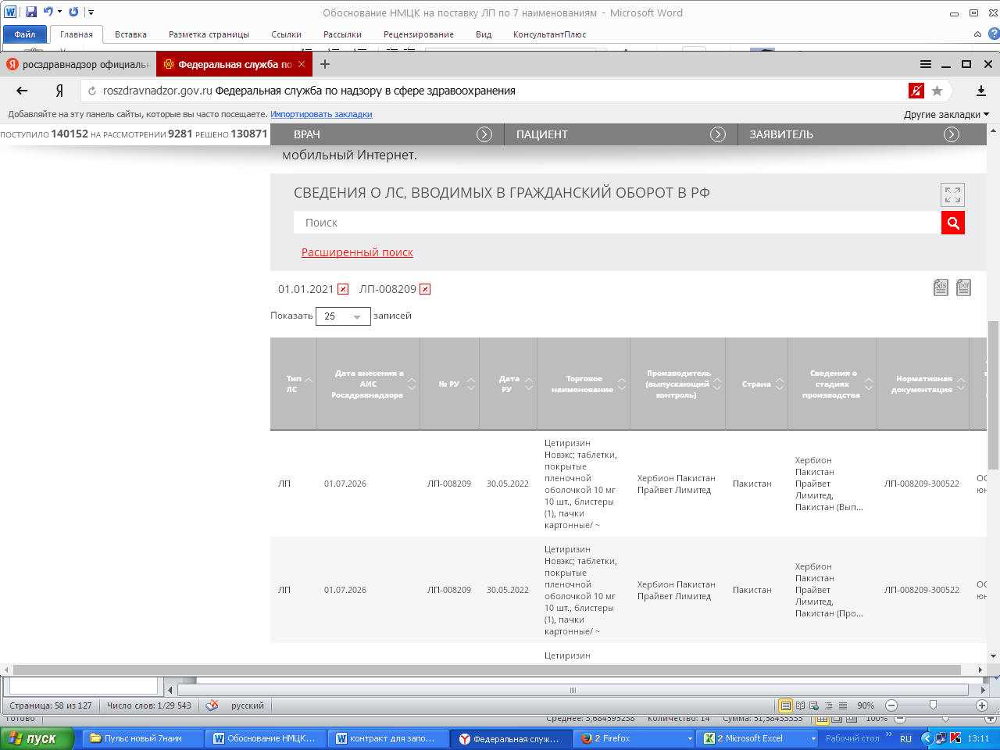 Обоснование НМЦК на поставку ЛП по 7 наименованиям - Microsoft Word
Файл Главная Вставка Разметка страницы Ссылки Рассылки Рецензирование Вид КонсультантПлюс
росздравнадзор официальн Федеральная служба по
roszdravnadzor.gov.ru Федеральная служба по надзору в сфере здравоохранения
Добавляйте на эту панель сайты, которые вы часто посещаете. Импортировать закладки Другие закладки
ПОСТУПИЛО 140152 НА РАССМОТРЕНИИ 9281 РЕШЕНО 130871
ВРАЧ ПАЦИЕНТ ЗАЯВИТЕЛЬ
мобильный Интернет.
СВЕДЕНИЯ О ЛС, ВВОДИМЫХ В ГРАЖДАНСКИЙ ОБОРОТ В РФ
Поиск
Расширенный поиск
01.01.2021 ЛП-008209
xls pdf
Показать 25 записей
Тип ЛС
Дата внесения в АИС Росздравнадзора
№ РУ
Дата РУ
Торговое наименование
Производитель (выпускающий контроль)
Страна
Сведения о стадиях производства
Нормативная документация
ЛП
01.07.2026
ЛП-008209
30.05.2022
Цетиризин
Новэкс; таблетки,
покрытые
пленочной
оболочкой 10 мг
10 шт., блистеры
(1), пачки
картонные/ ~
Хербион Пакистан
Прайвет Лимитед
Пакистан
Хербион
Пакистан
Прайвет
Лимитед,
Пакистан (Вып...
ЛП-008209-300522
ЛП
01.07.2026
ЛП-008209
30.05.2022
Цетиризин
Новэкс; таблетки,
покрытые
пленочной
оболочкой 10 мг
10 шт., блистеры
(1), пачки
картонные/ ~
Хербион Пакистан
Прайвет Лимитед
Пакистан
Хербион
Пакистан
Прайвет
Лимитед,
Пакистан (Про...
ЛП-008209-300522
Цетиризин
Страница: 58 из 127 Число слов: 1/29 543 русский 90%
Готово Среднее: 3,684595238 Количество: 14 Сумма: 51,58433333 100%
пуск Пульс новый 7наим Обоснование НМЦК... контракт для запо... Федеральная служ... 2 Firefox 2 Microsoft Excel Рабочий стол RU 13:11